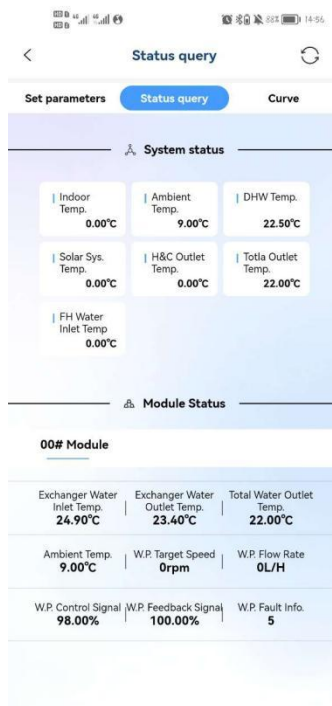 88% 14:56
Status query
Set parameters Status query Curve
System status
Indoor Temp. 0.00℃
Ambient Temp. 9.00℃
DHW Temp. 22.50℃
Solar Sys. Temp. 0.00℃
H&C Outlet Temp. 0.00℃
Totla Outlet Temp. 22.00℃
FH Water Inlet Temp 0.00℃
Module Status
00# Module
Exchanger Water Inlet Temp. 24.90℃
Exchanger Water Outlet Temp. 23.40℃
Total Water Outlet Temp. 22.00℃
Ambient Temp. 9.00℃
W.P. Target Speed 0rpm
W.P. Flow Rate 0L/H
W.P. Control Signal 98.00%
W.P. Feedback Signal 100.00%
W.P. Fault Info. 5